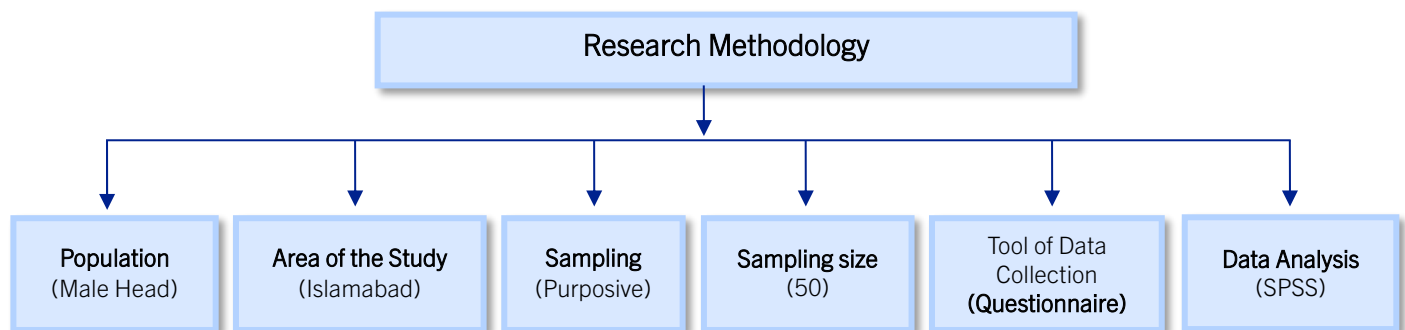 Research Methodology
Population
(Male Head)
Area of the Study
(Islamabad)
Sampling
(Purposive)
Sampling size
(50)
Tool of Data
Collection
(Questionnaire)
Data Analysis
(SPSS)